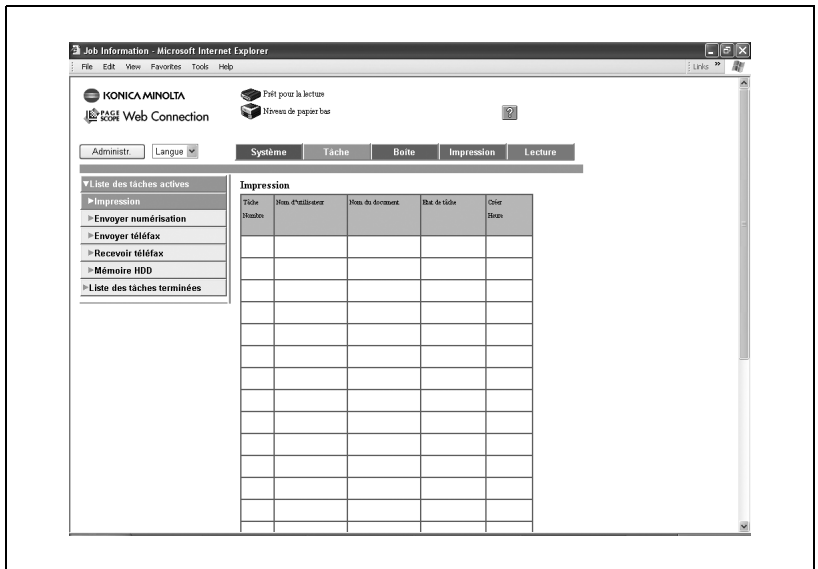 Job Information - Microsoft Internet Explorer
File Edit View Favorites Tools Help
Links »
KONICA MINOLTA
PAGE SCOPE Web Connection
Prêt pour la lecture
Niveau de papier bas
?
Administr. Langue
Système Tâche Boîte Impression Lecture
▼Liste des tâches actives
►Impression
►Envoyer numérisation
►Envoyer téléfax
►Recevoir téléfax
►Mémoire HDD
►Liste des tâches terminées
Impression
Tâche Nom d'utilisateur Nom du document Etat de tâche Créer
Nombre Heure